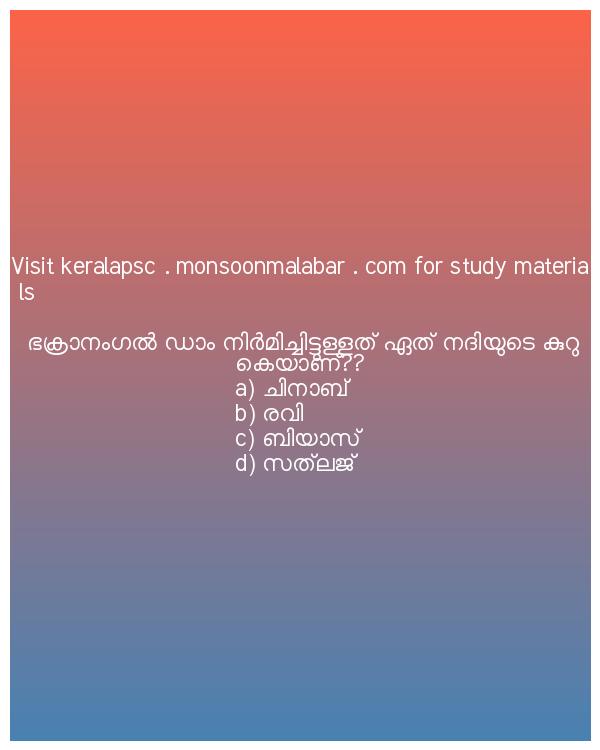 Visit keralapsc . monsoonmalabar . com for study materia
ls
ഭക്രാനംഗൽ ഡാം നിർമിച്ചിട്ടുള്ളത് ഏത് നദിയുടെ കുറു
കെയാണ്??
a) ചിനാബ്
b) രവി
c) ബിയാസ്
d) സത്‌ലജ്